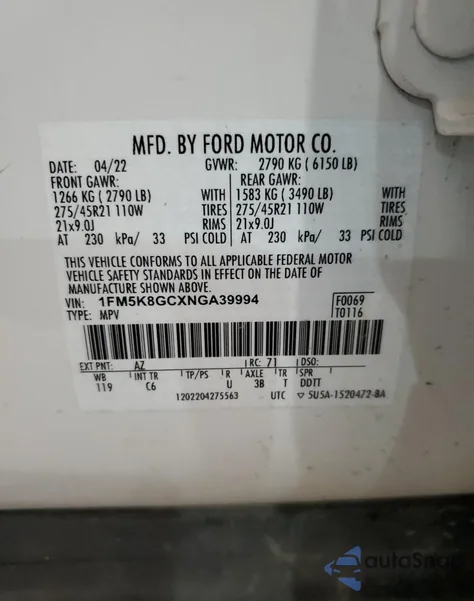 MFD. BY FORD MOTOR CO.
DATE: 04/22 GVWR: 2790 KG ( 6150 LB)
FRONT GAWR: REAR GAWR:
1266 KG ( 2790 LB) WITH 1583 KG ( 3490 LB) WITH
275/45R21 110W TIRES 275/45R21 110W TIRES
21x9.0J RIMS 21x9.0J RIMS
AT 230 kPa/ 33 PSI COLD AT 230 kPa/ 33 PSI COLD
THIS VEHICLE CONFORMS TO ALL APPLICABLE FEDERAL MOTOR
VEHICLE SAFETY STANDARDS IN EFFECT ON THE DATE OF
MANUFACTURE SHOWN ABOVE.
VIN: 1FM5K8GCXNGA39994 F0069
TYPE: MPV T0116
EXT PNT: AZ RC: 71 DSO:
WB INT TR TP/PS R AXLE TR SPR
119 C6 U 3B T DDTT
1202204275563 UTC ▽ 5U5A-1520472-BA
autoSnap